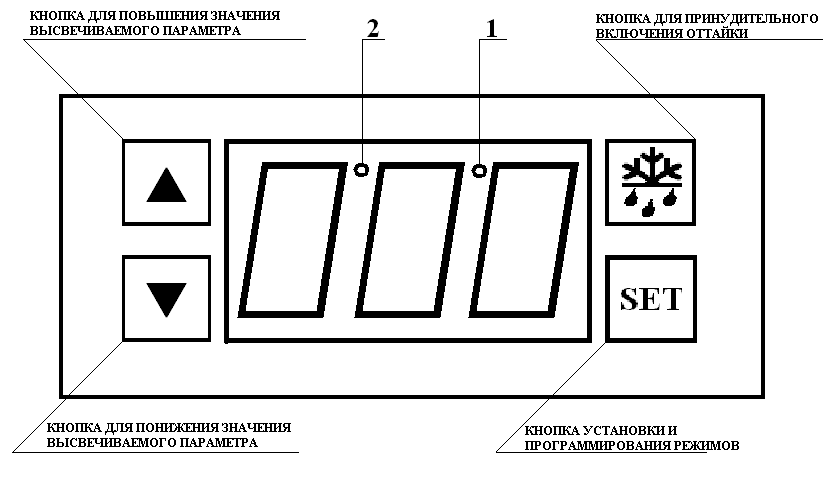 КНОПКА ДЛЯ ПОВЫШЕНИЯ ЗНАЧЕНИЯ
ВЫСВЕЧИВАЕМОГО ПАРАМЕТРА
2
1
КНОПКА ДЛЯ ПРИНУДИТЕЛЬНОГО
ВКЛЮЧЕНИЯ ОТТАЙКИ
SET
КНОПКА ДЛЯ ПОНИЖЕНИЯ ЗНАЧЕНИЯ
ВЫСВЕЧИВАЕМОГО ПАРАМЕТРА
КНОПКА УСТАНОВКИ И
ПРОГРАММИРОВАНИЯ РЕЖИМОВ